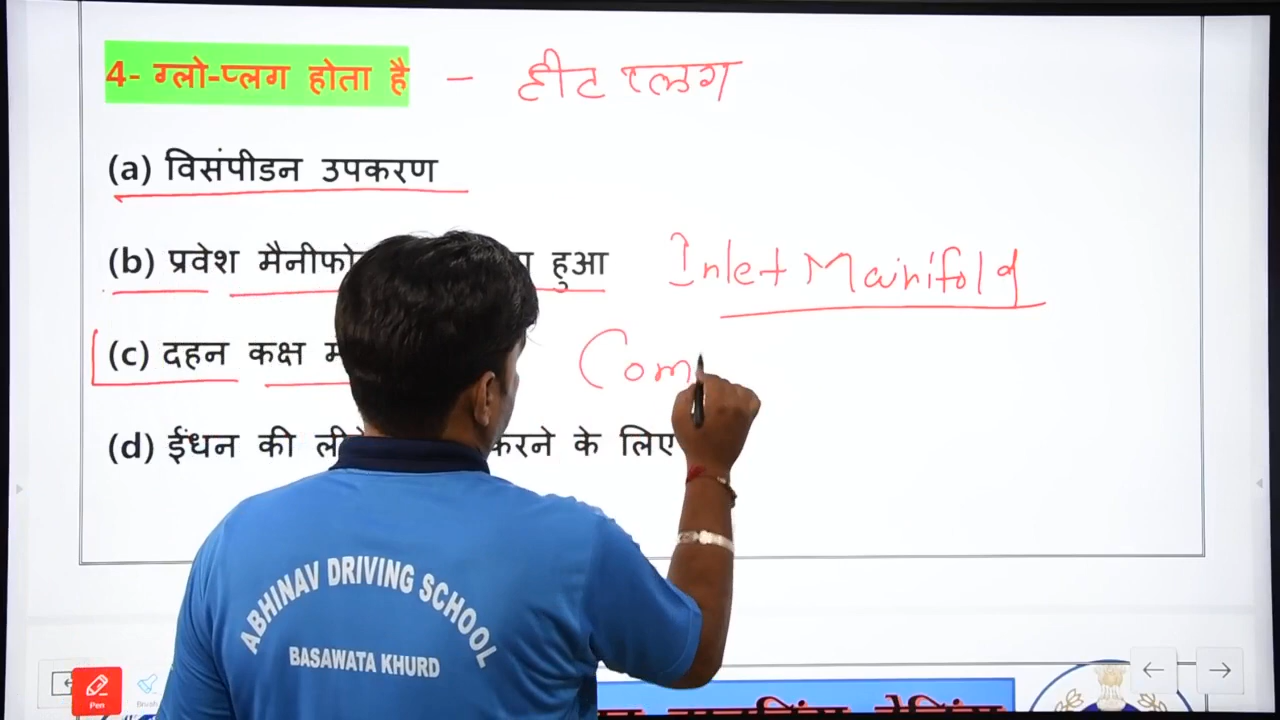 4- ग्लो-प्लग होता है - हीट प्लग
(a) विसंपीडन उपकरण
(b) प्रवेश हुआ Inlet Mainifold
(c) दहन कक्ष Com
(d) ईंधन की करने के लिए
ABHINAV DRIVING SCHOOL
BASAWATA KHURD
Pen
Brush